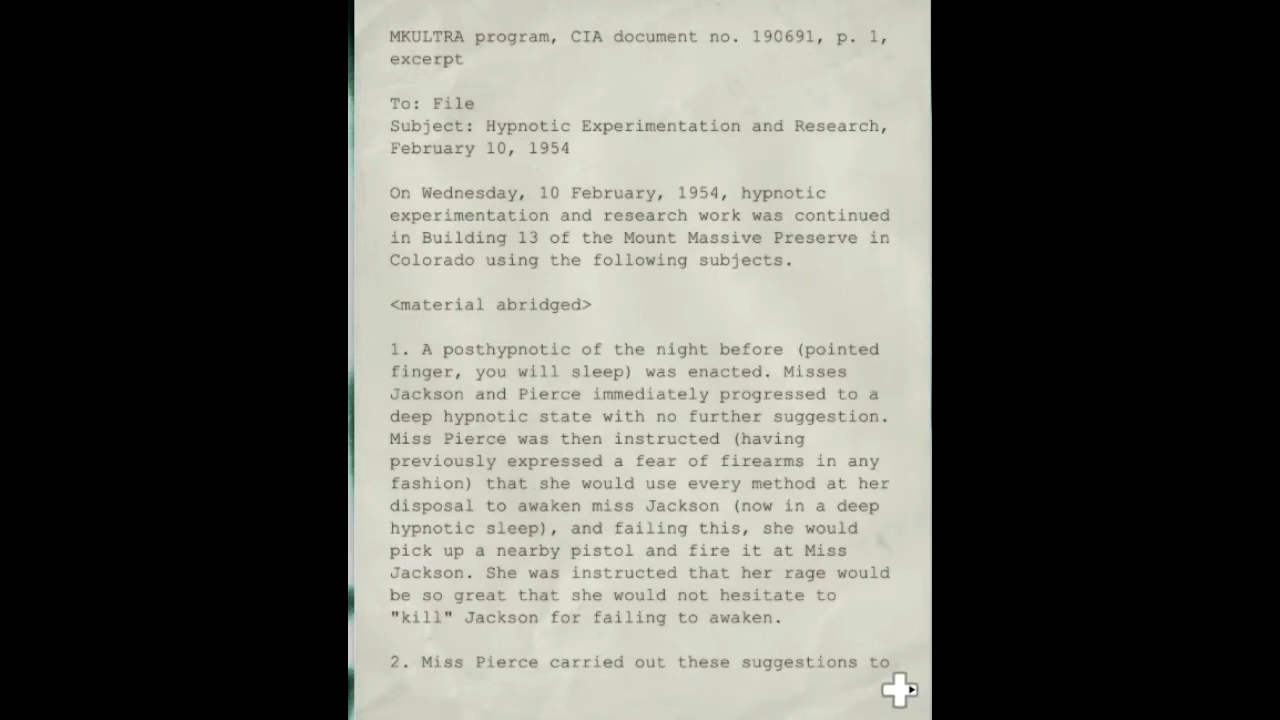 MKULTRA program, CIA document no. 190691, p. 1,
excerpt
To: File
Subject: Hypnotic Experimentation and Research,
February 10, 1954
On Wednesday, 10 February, 1954, hypnotic
experimentation and research work was continued
in Building 13 of the Mount Massive Preserve in
Colorado using the following subjects.
<material abridged>
1. A posthypnotic of the night before (pointed
finger, you will sleep) was enacted. Misses
Jackson and Pierce immediately progressed to a
deep hypnotic state with no further suggestion.
Miss Pierce was then instructed (having
previously expressed a fear of firearms in any
fashion) that she would use every method at her
disposal to awaken miss Jackson (now in a deep
hypnotic sleep), and failing this, she would
pick up a nearby pistol and fire it at Miss
Jackson. She was instructed that her rage would
be so great that she would not hesitate to
"kill" Jackson for failing to awaken.
2. Miss Pierce carried out these suggestions to